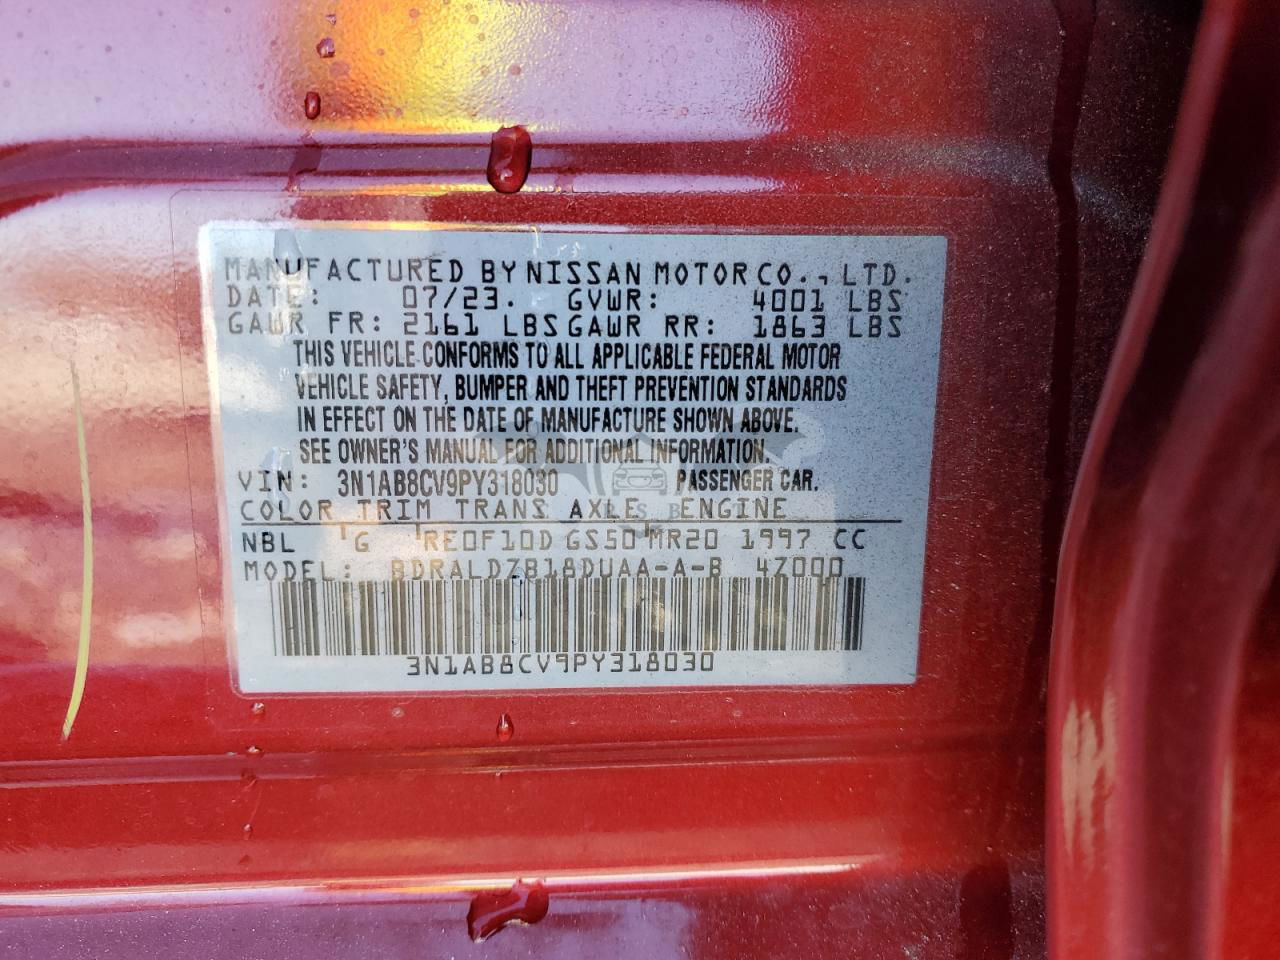 MANUFACTURED BY NISSAN MOTOR CO., LTD.
DATE: 07/23. GVWR: 4001 LBS
GAWR FR: 2161 LBS GAWR RR: 1863 LBS
THIS VEHICLE CONFORMS TO ALL APPLICABLE FEDERAL MOTOR
VEHICLE SAFETY, BUMPER AND THEFT PREVENTION STANDARDS
IN EFFECT ON THE DATE OF MANUFACTURE SHOWN ABOVE.
SEE OWNER'S MANUAL FOR ADDITIONAL INFORMATION.
VIN: 3N1AB8CV9PY318030 PASSENGER CAR.
COLOR TRIM TRANS AXLE ENGINE
NBL G RE0F10D GS50 MR20 1997 CC
MODEL: BDRALDZB18DUAA-A-B 4Z000
3N1AB8CV9PY318030